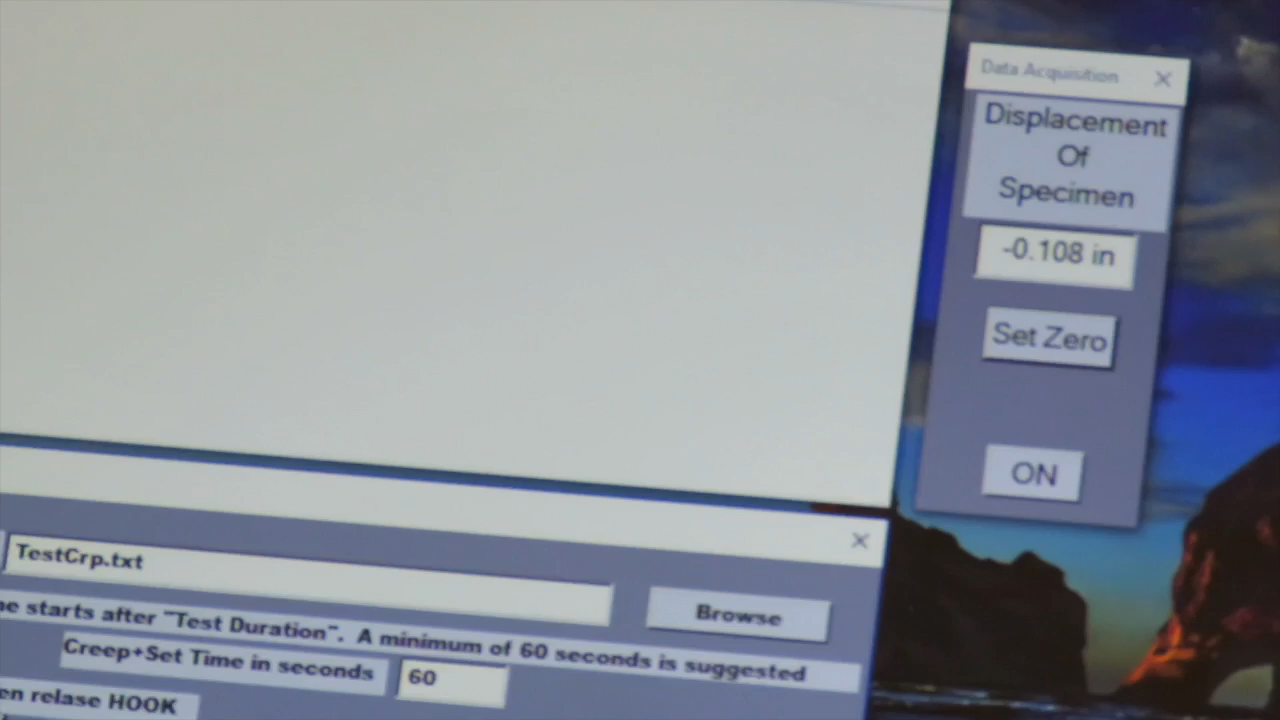 Data Acquisition
Displacement
Of
Specimen
-0.108 in
Set Zero
ON
TestCrp.txt
Browse
starts after "Test Duration". A minimum of 60 seconds is suggested
Creep+Set Time in seconds
60
relase HOOK